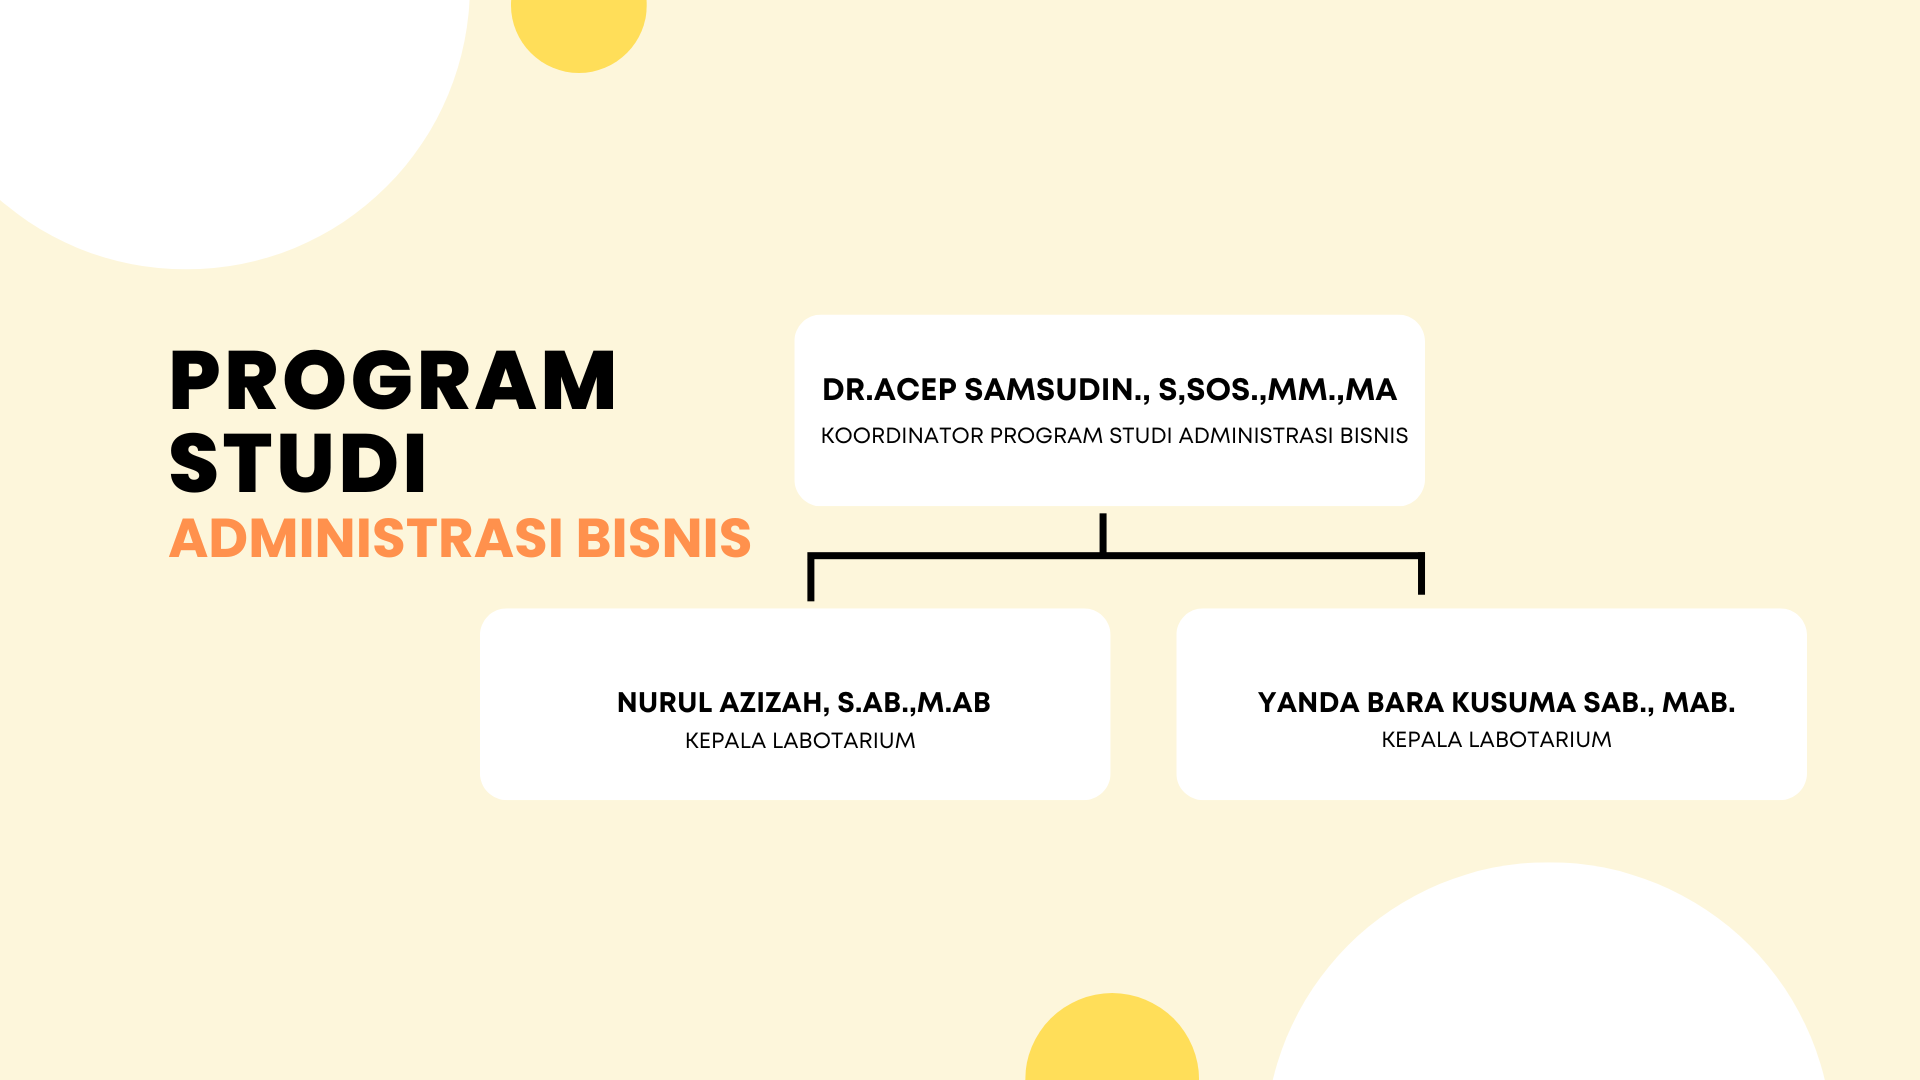 PROGRAM
STUDI
ADMINISTRASI BISNIS
DR.ACEP SAMSUDIN., S,SOS.,MM.,MA
KOORDINATOR PROGRAM STUDI ADMINISTRASI BISNIS
NURUL AZIZAH, S.AB.,M.AB
KEPALA LABOTARIUM
YANDA BARA KUSUMA SAB., MAB.
KEPALA LABOTARIUM